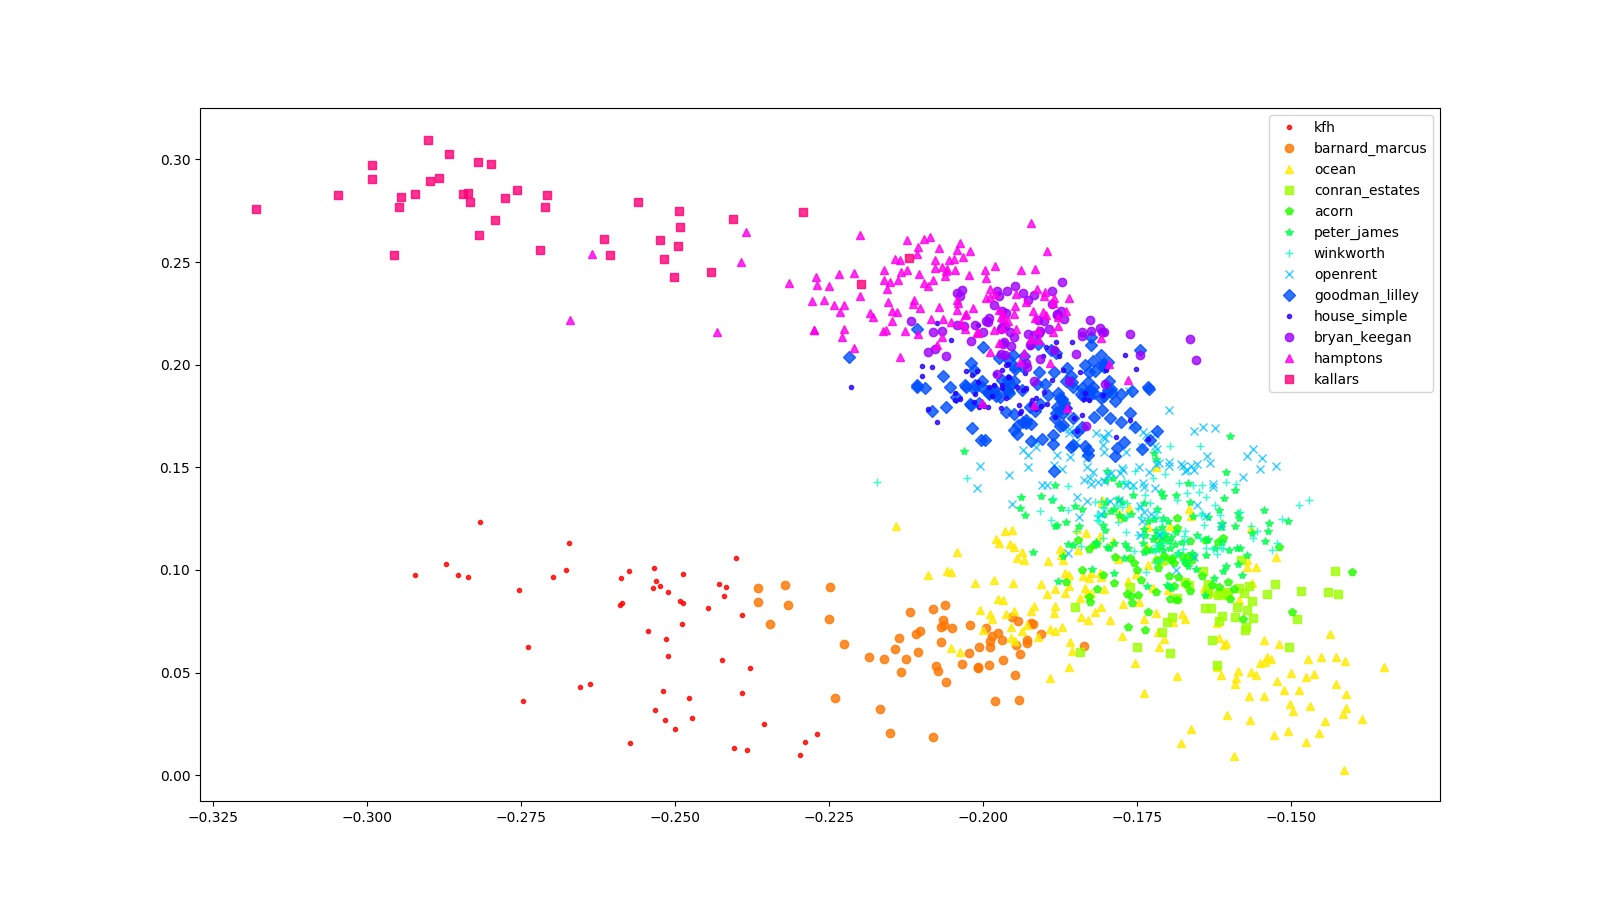 kfh
barnard_marcus
ocean
conran_estates
acorn
peter_james
winkworth
openrent
goodman_lilley
house_simple
bryan_keegan
hamptons
kallars
0.30
0.25
0.20
0.15
0.10
0.05
0.00
−0.325 −0.300 −0.275 −0.250 −0.225 −0.200 −0.175 −0.150